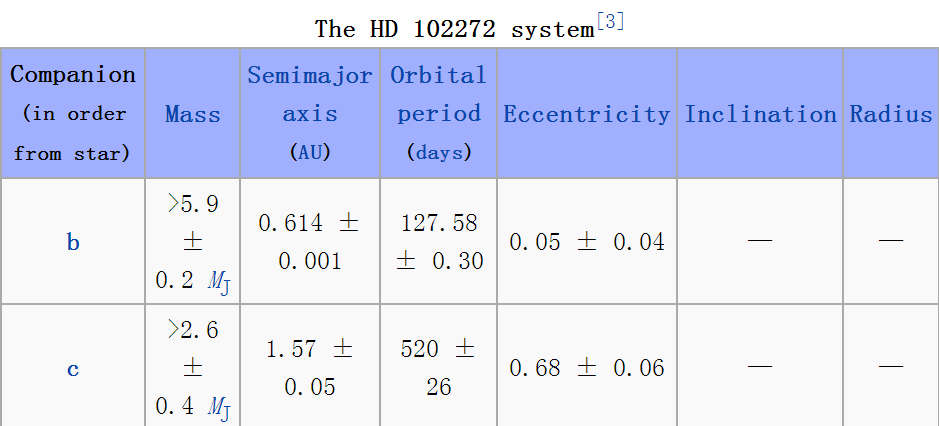 The HD 102272 system[3]
Companion
(in order
from star)
Mass
Semimajor
axis
(AU)
Orbital
period
(days)
Eccentricity
Inclination
Radius
b
>5.9
±
0.2 MJ
0.614 ±
0.001
127.58
± 0.30
0.05 ± 0.04
—
—
c
>2.6
±
0.4 MJ
1.57 ±
0.05
520 ±
26
0.68 ± 0.06
—
—